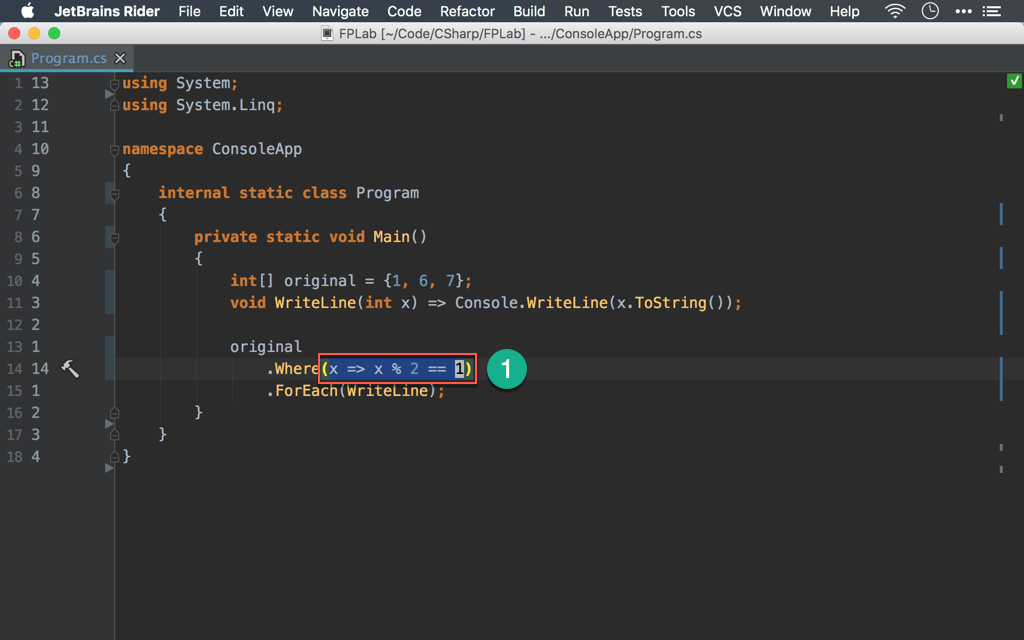 JetBrains Rider File Edit View Navigate Code Refactor Build Run Tests Tools VCS Window Help
FPLab [~/Code/CSharp/FPLab] - .../ConsoleApp/Program.cs
Program.cs
1 13 using System;
2 12 using System.Linq;
3 11
4 10 namespace ConsoleApp
5 9 {
6 8 internal static class Program
7 7 {
8 6 private static void Main()
9 5 {
10 4 int[] original = {1, 6, 7};
11 3 void WriteLine(int x) => Console.WriteLine(x.ToString());
12 2
13 1 original
14 14 .Where(x => x % 2 == 1) 1
15 1 .ForEach(WriteLine);
16 2 }
17 3 }
18 4 }